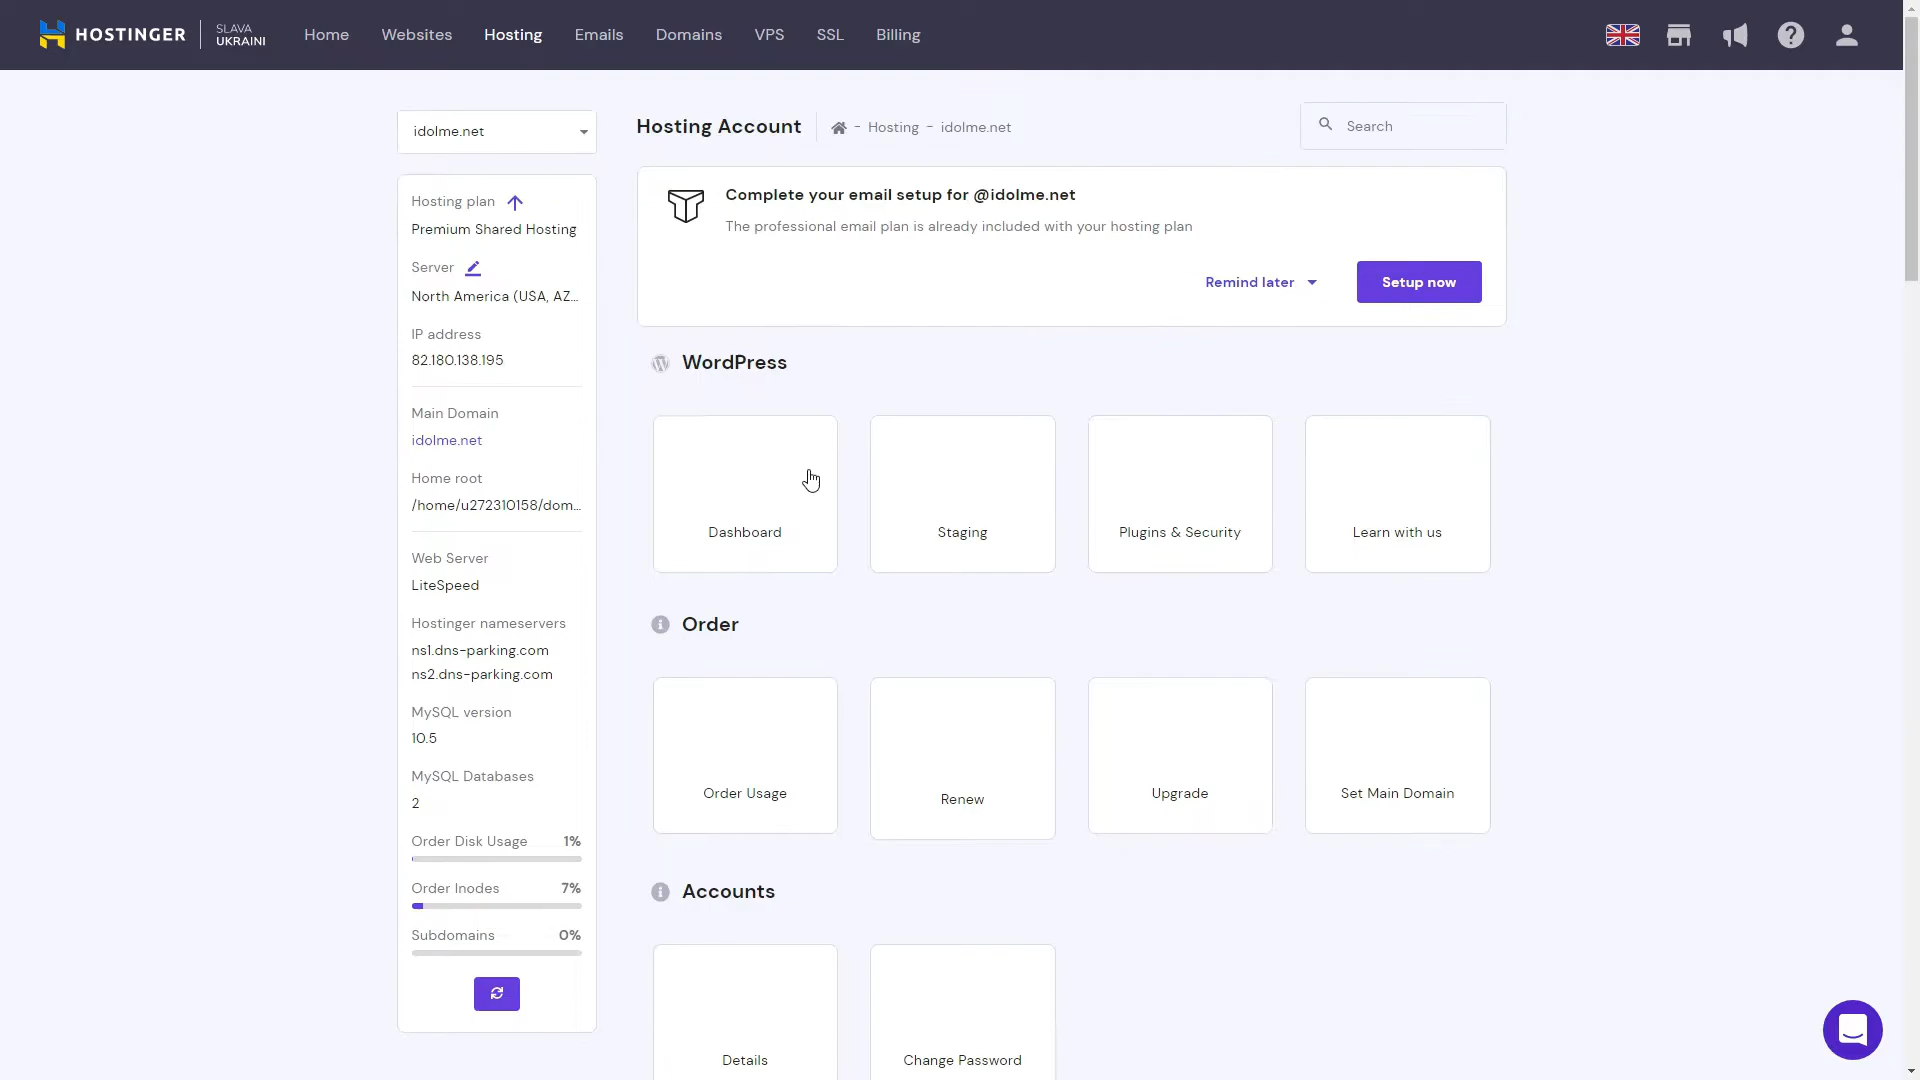 HOSTINGER
SLAVA
UKRAINI
Home
Websites
Hosting
Emails
Domains
VPS
SSL
Billing
idolme.net
Hosting plan
Premium Shared Hosting
Server
North America (USA, AZ...
IP address
82.180.138.195
Main Domain
idolme.net
Home root
/home/u272310158/dom...
Web Server
LiteSpeed
Hostinger nameservers
ns1.dns-parking.com
ns2.dns-parking.com
MySQL version
10.5
MySQL Databases
2
Order Disk Usage 1%
Order Inodes 7%
Subdomains 0%
Hosting Account
- Hosting - idolme.net
Search
Complete your email setup for @idolme.net
The professional email plan is already included with your hosting plan
Remind later
Setup now
WordPress
Dashboard
Staging
Plugins & Security
Learn with us
Order
Order Usage
Renew
Upgrade
Set Main Domain
Accounts
Details
Change Password